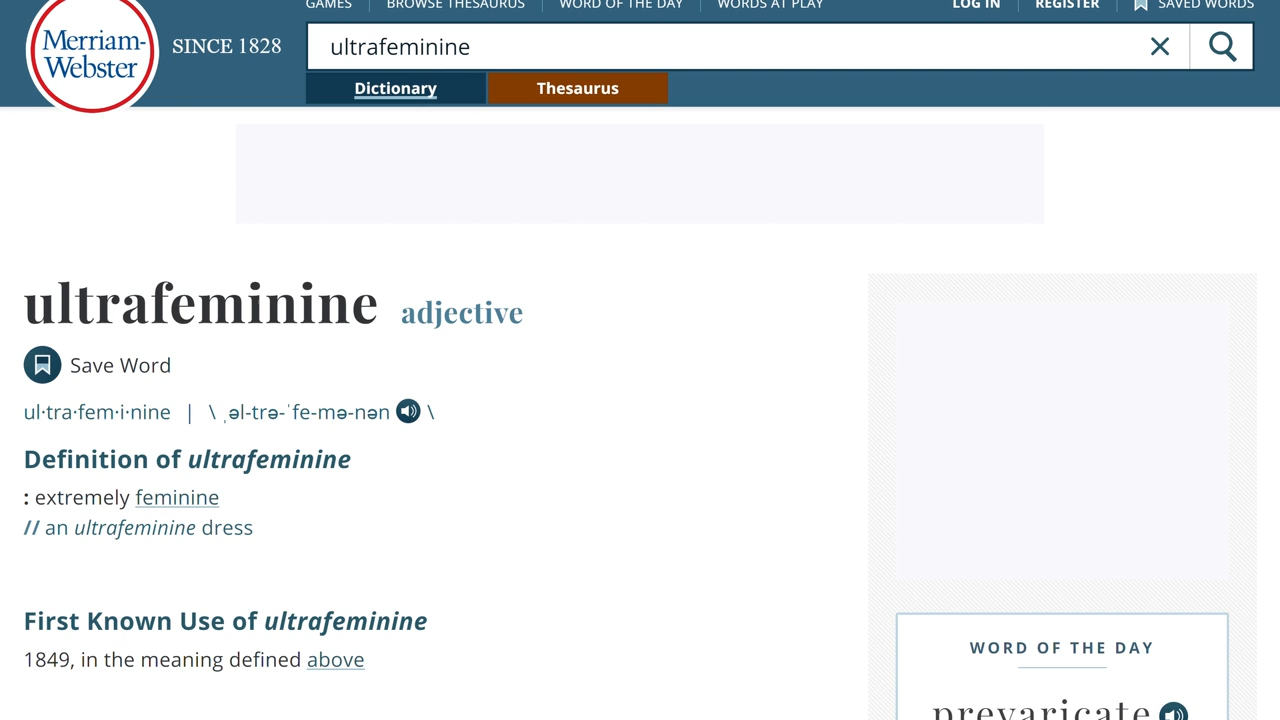 GAMES
BROWSE THESAURUS
WORD OF THE DAY
WORDS AT PLAY
LOG IN
REGISTER
SAVED WORDS
Merriam-
Webster
SINCE 1828
ultrafeminine
Dictionary
Thesaurus
ultrafeminine adjective
Save Word
ul·tra·fem·i·nine | \ ˌəl-trə-ˈfe-mə-nən \
Definition of ultrafeminine
: extremely feminine
// an ultrafeminine dress
First Known Use of ultrafeminine
1849, in the meaning defined above
WORD OF THE DAY
prevaricate